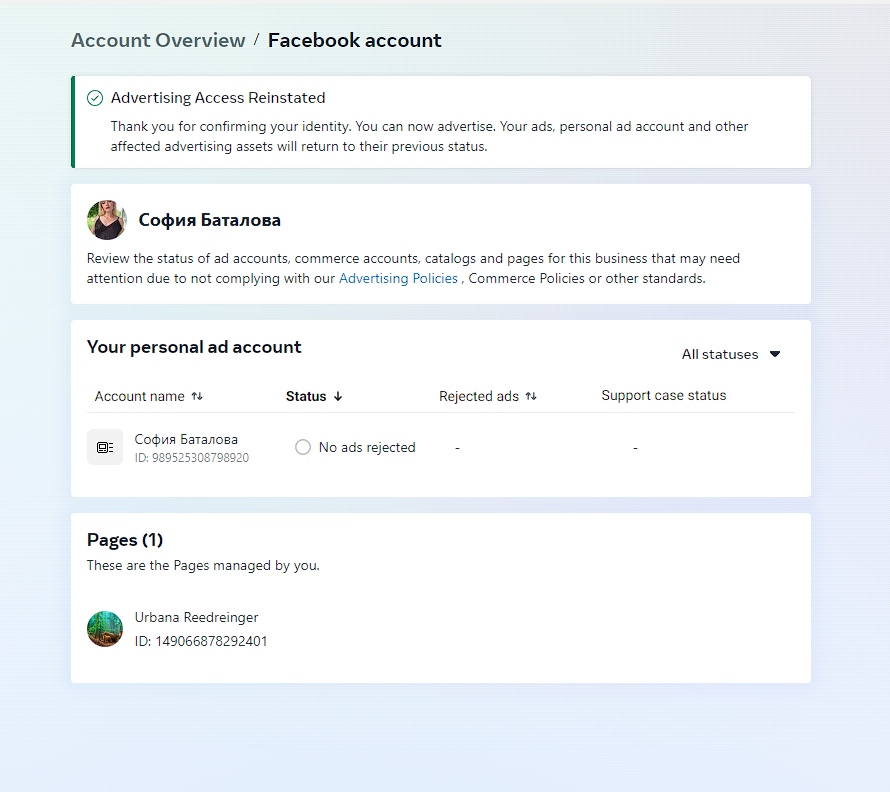 Account Overview / Facebook account
Advertising Access Reinstated
Thank you for confirming your identity. You can now advertise. Your ads, personal ad account and other
affected advertising assets will return to their previous status.
София Баталова
Review the status of ad accounts, commerce accounts, catalogs and pages for this business that may need
attention due to not complying with our Advertising Policies , Commerce Policies or other standards.
Your personal ad account
All statuses
Account name Status Rejected ads Support case status
София Баталова
ID: 989525308798920
No ads rejected - -
Pages (1)
These are the Pages managed by you.
Urbana Reedreinger
ID: 149066878292401